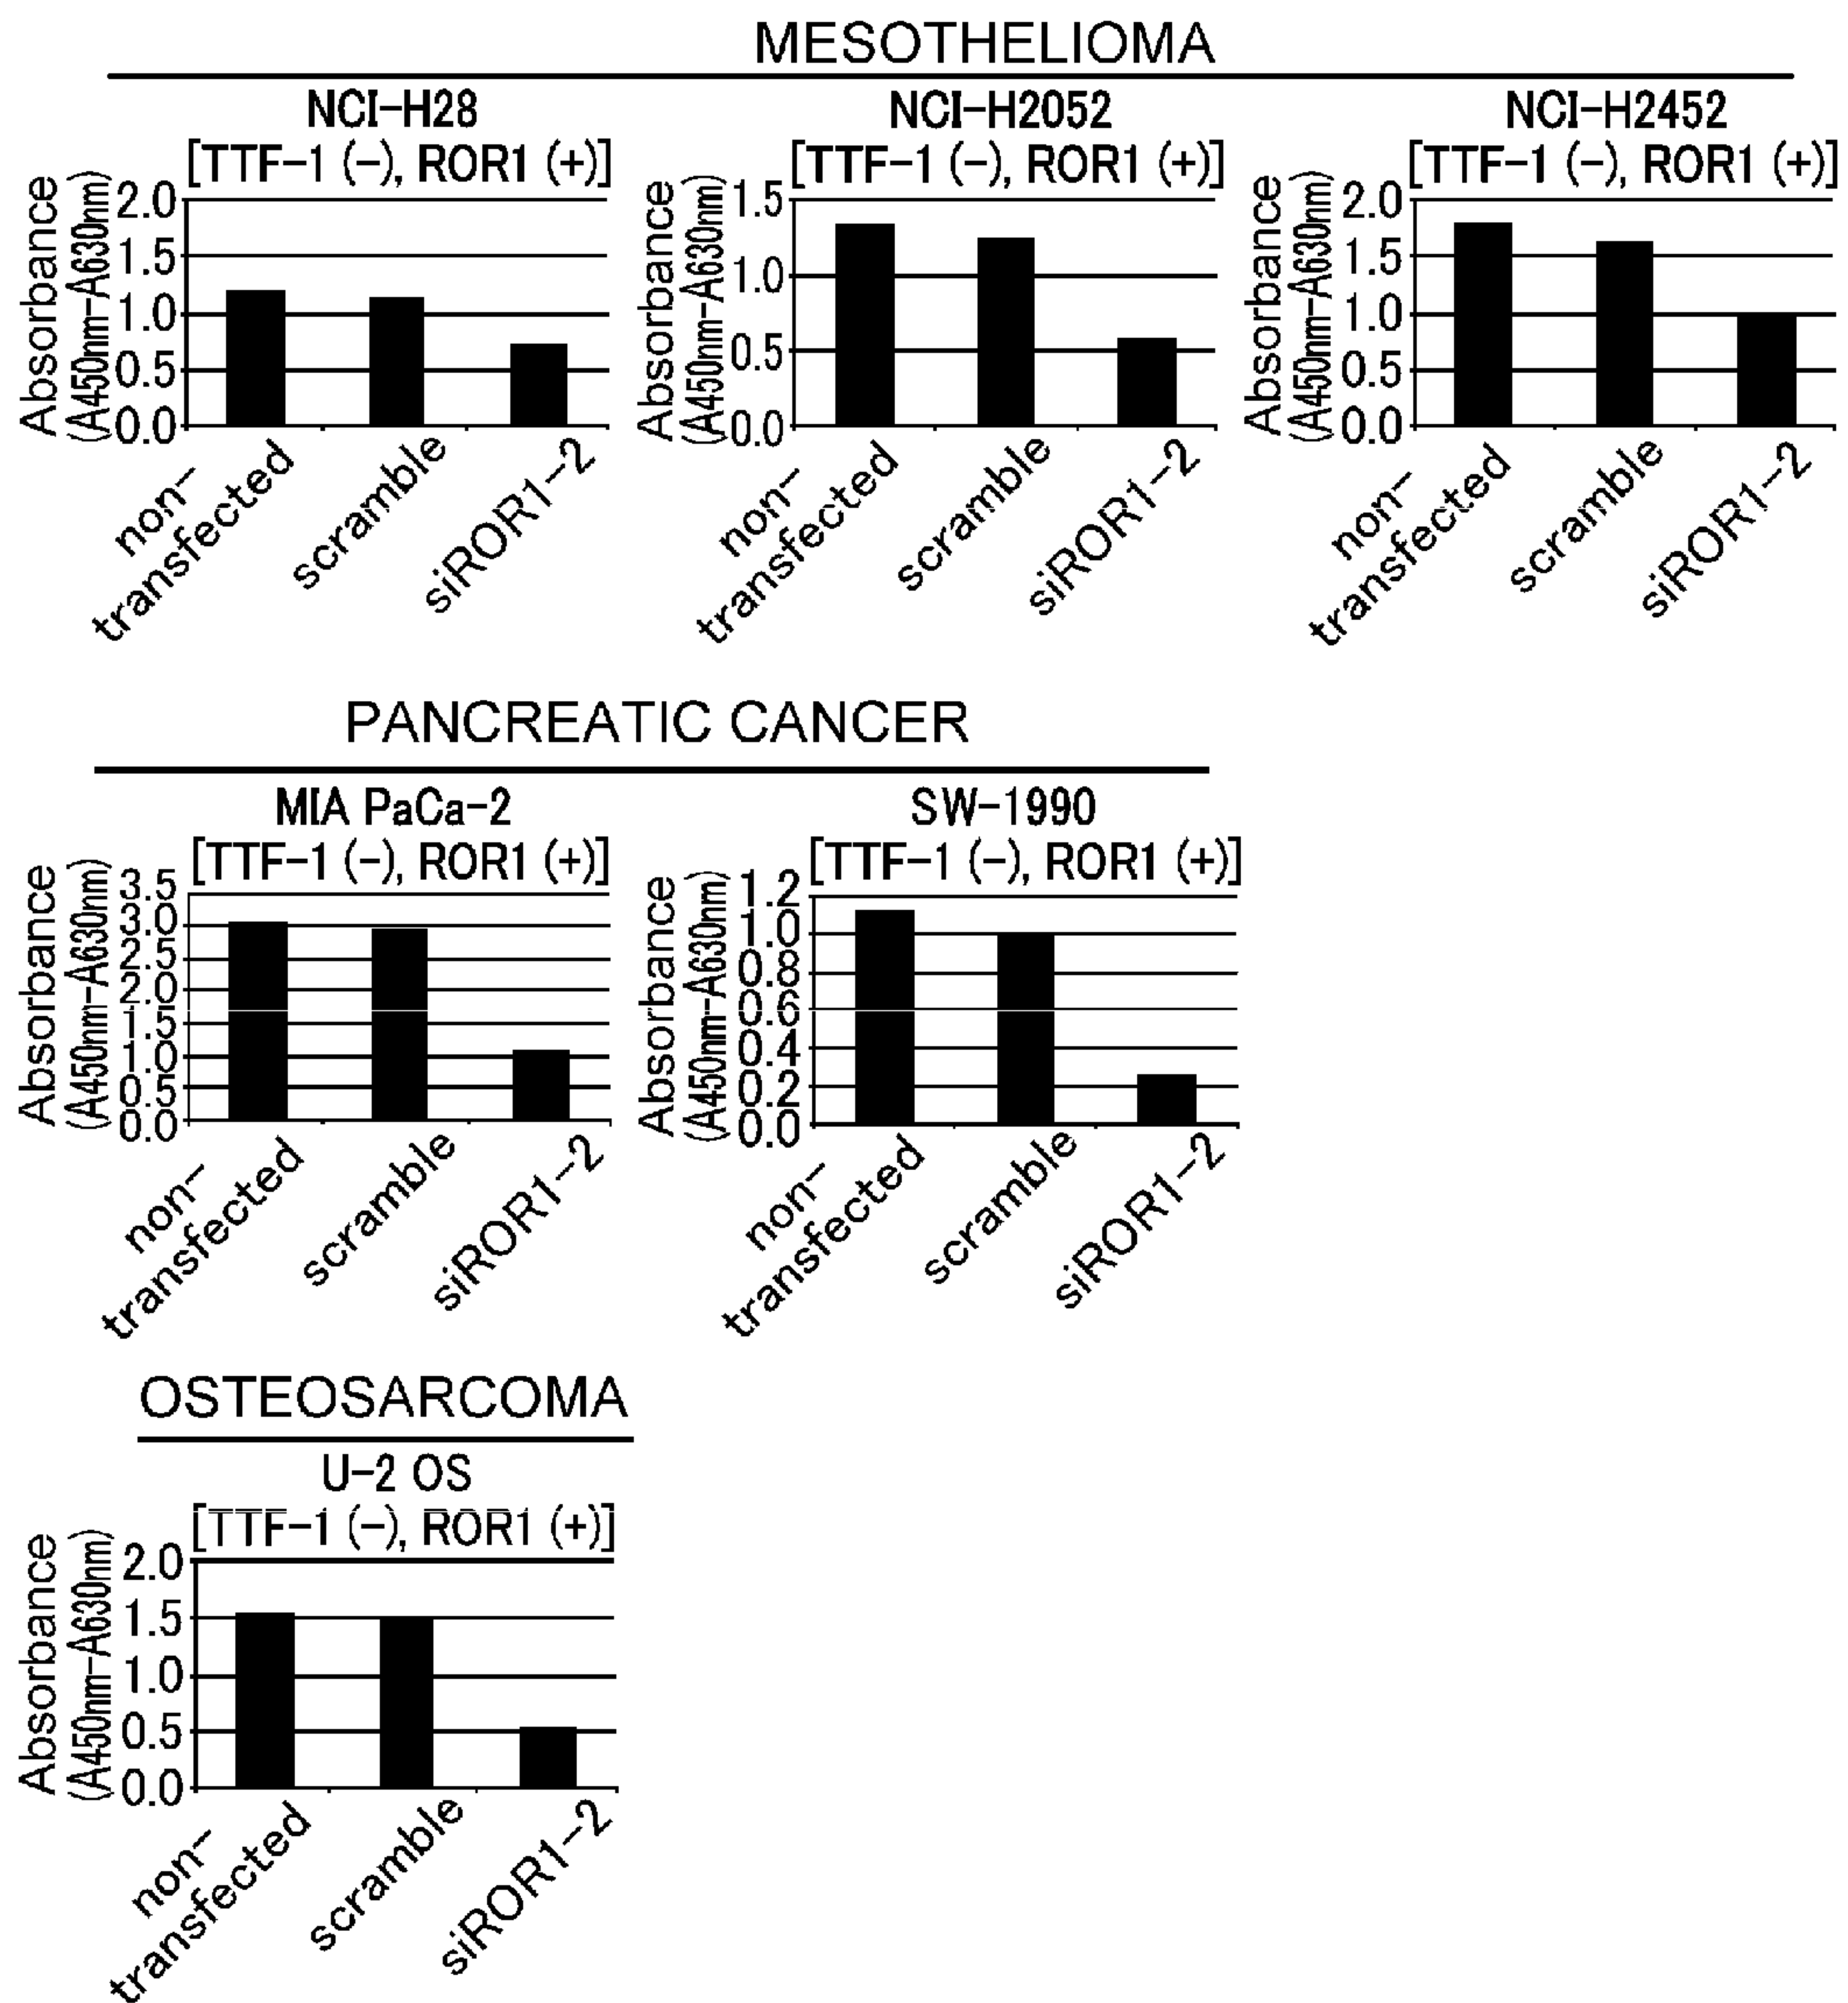 MESOTHELIOMA
NCI-H28
[TTF-1 (-), ROR1 (+)]
Absorbance
(A450nm-A630nm)
2.0
1.5
1.0
0.5
0.0
non-
transfected
scramble
siROR1-2
NCI-H2052
[TTF-1 (-), ROR1 (+)]
Absorbance
(A450nm-A630nm)
1.5
1.0
0.5
0.0
non-
transfected
scramble
siROR1-2
NCI-H2452
[TTF-1 (-), ROR1 (+)]
Absorbance
(A450nm-A630nm)
2.0
1.5
1.0
0.5
0.0
non-
transfected
scramble
siROR1-2
PANCREATIC CANCER
MIA PaCa-2
[TTF-1 (-), ROR1 (+)]
Absorbance
(A450nm-A630nm)
3.5
3.0
2.5
2.0
1.5
1.0
0.5
0.0
non-
transfected
scramble
siROR1-2
SW-1990
[TTF-1 (-), ROR1 (+)]
Absorbance
(A450nm-A630nm)
1.2
1.0
0.8
0.6
0.4
0.2
0.0
non-
transfected
scramble
siROR1-2
OSTEOSARCOMA
U-2 OS
[TTF-1 (-), ROR1 (+)]
Absorbance
(A450nm-A630nm)
2.0
1.5
1.0
0.5
0.0
non-
transfected
scramble
siROR1-2